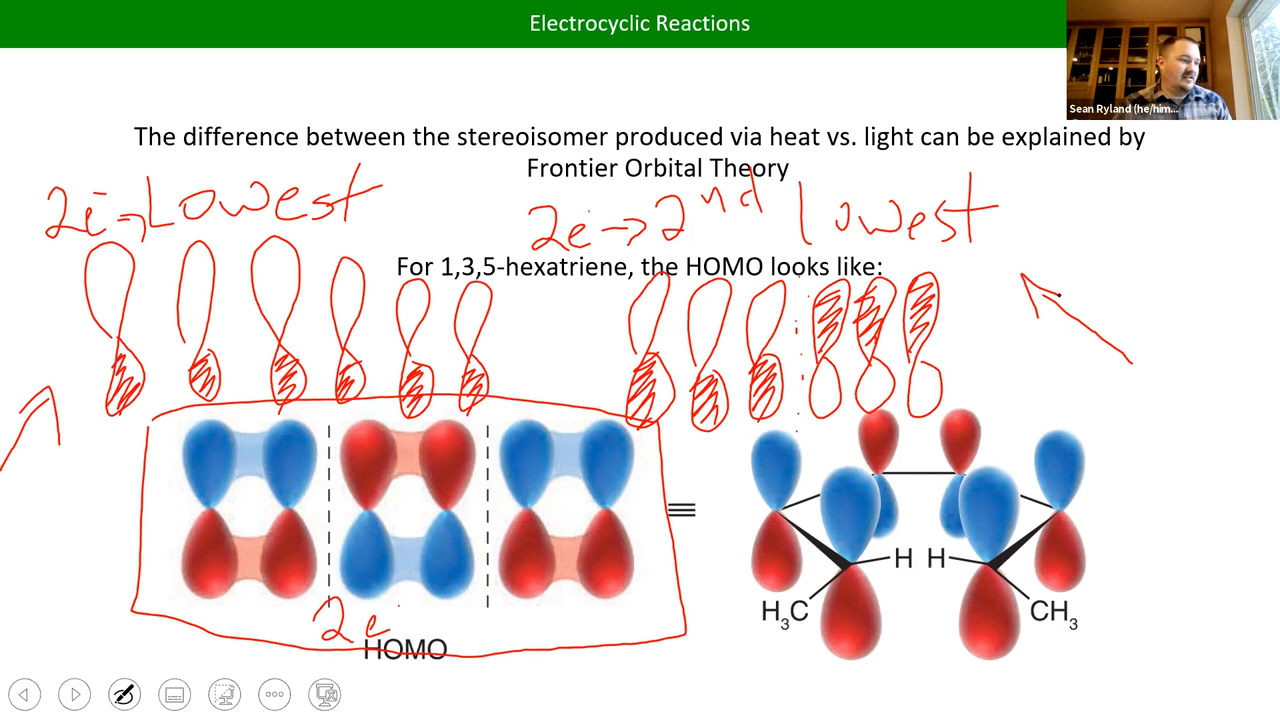 Electrocyclic Reactions
Sean Ryland (he/him...
The difference between the stereoisomer produced via heat vs. light can be explained by
Frontier Orbital Theory
2e⁻→Lowest
2e⁻→2nd lowest
For 1,3,5-hexatriene, the HOMO looks like:
≡
H H
H₃C CH₃
2e⁻
HOMO